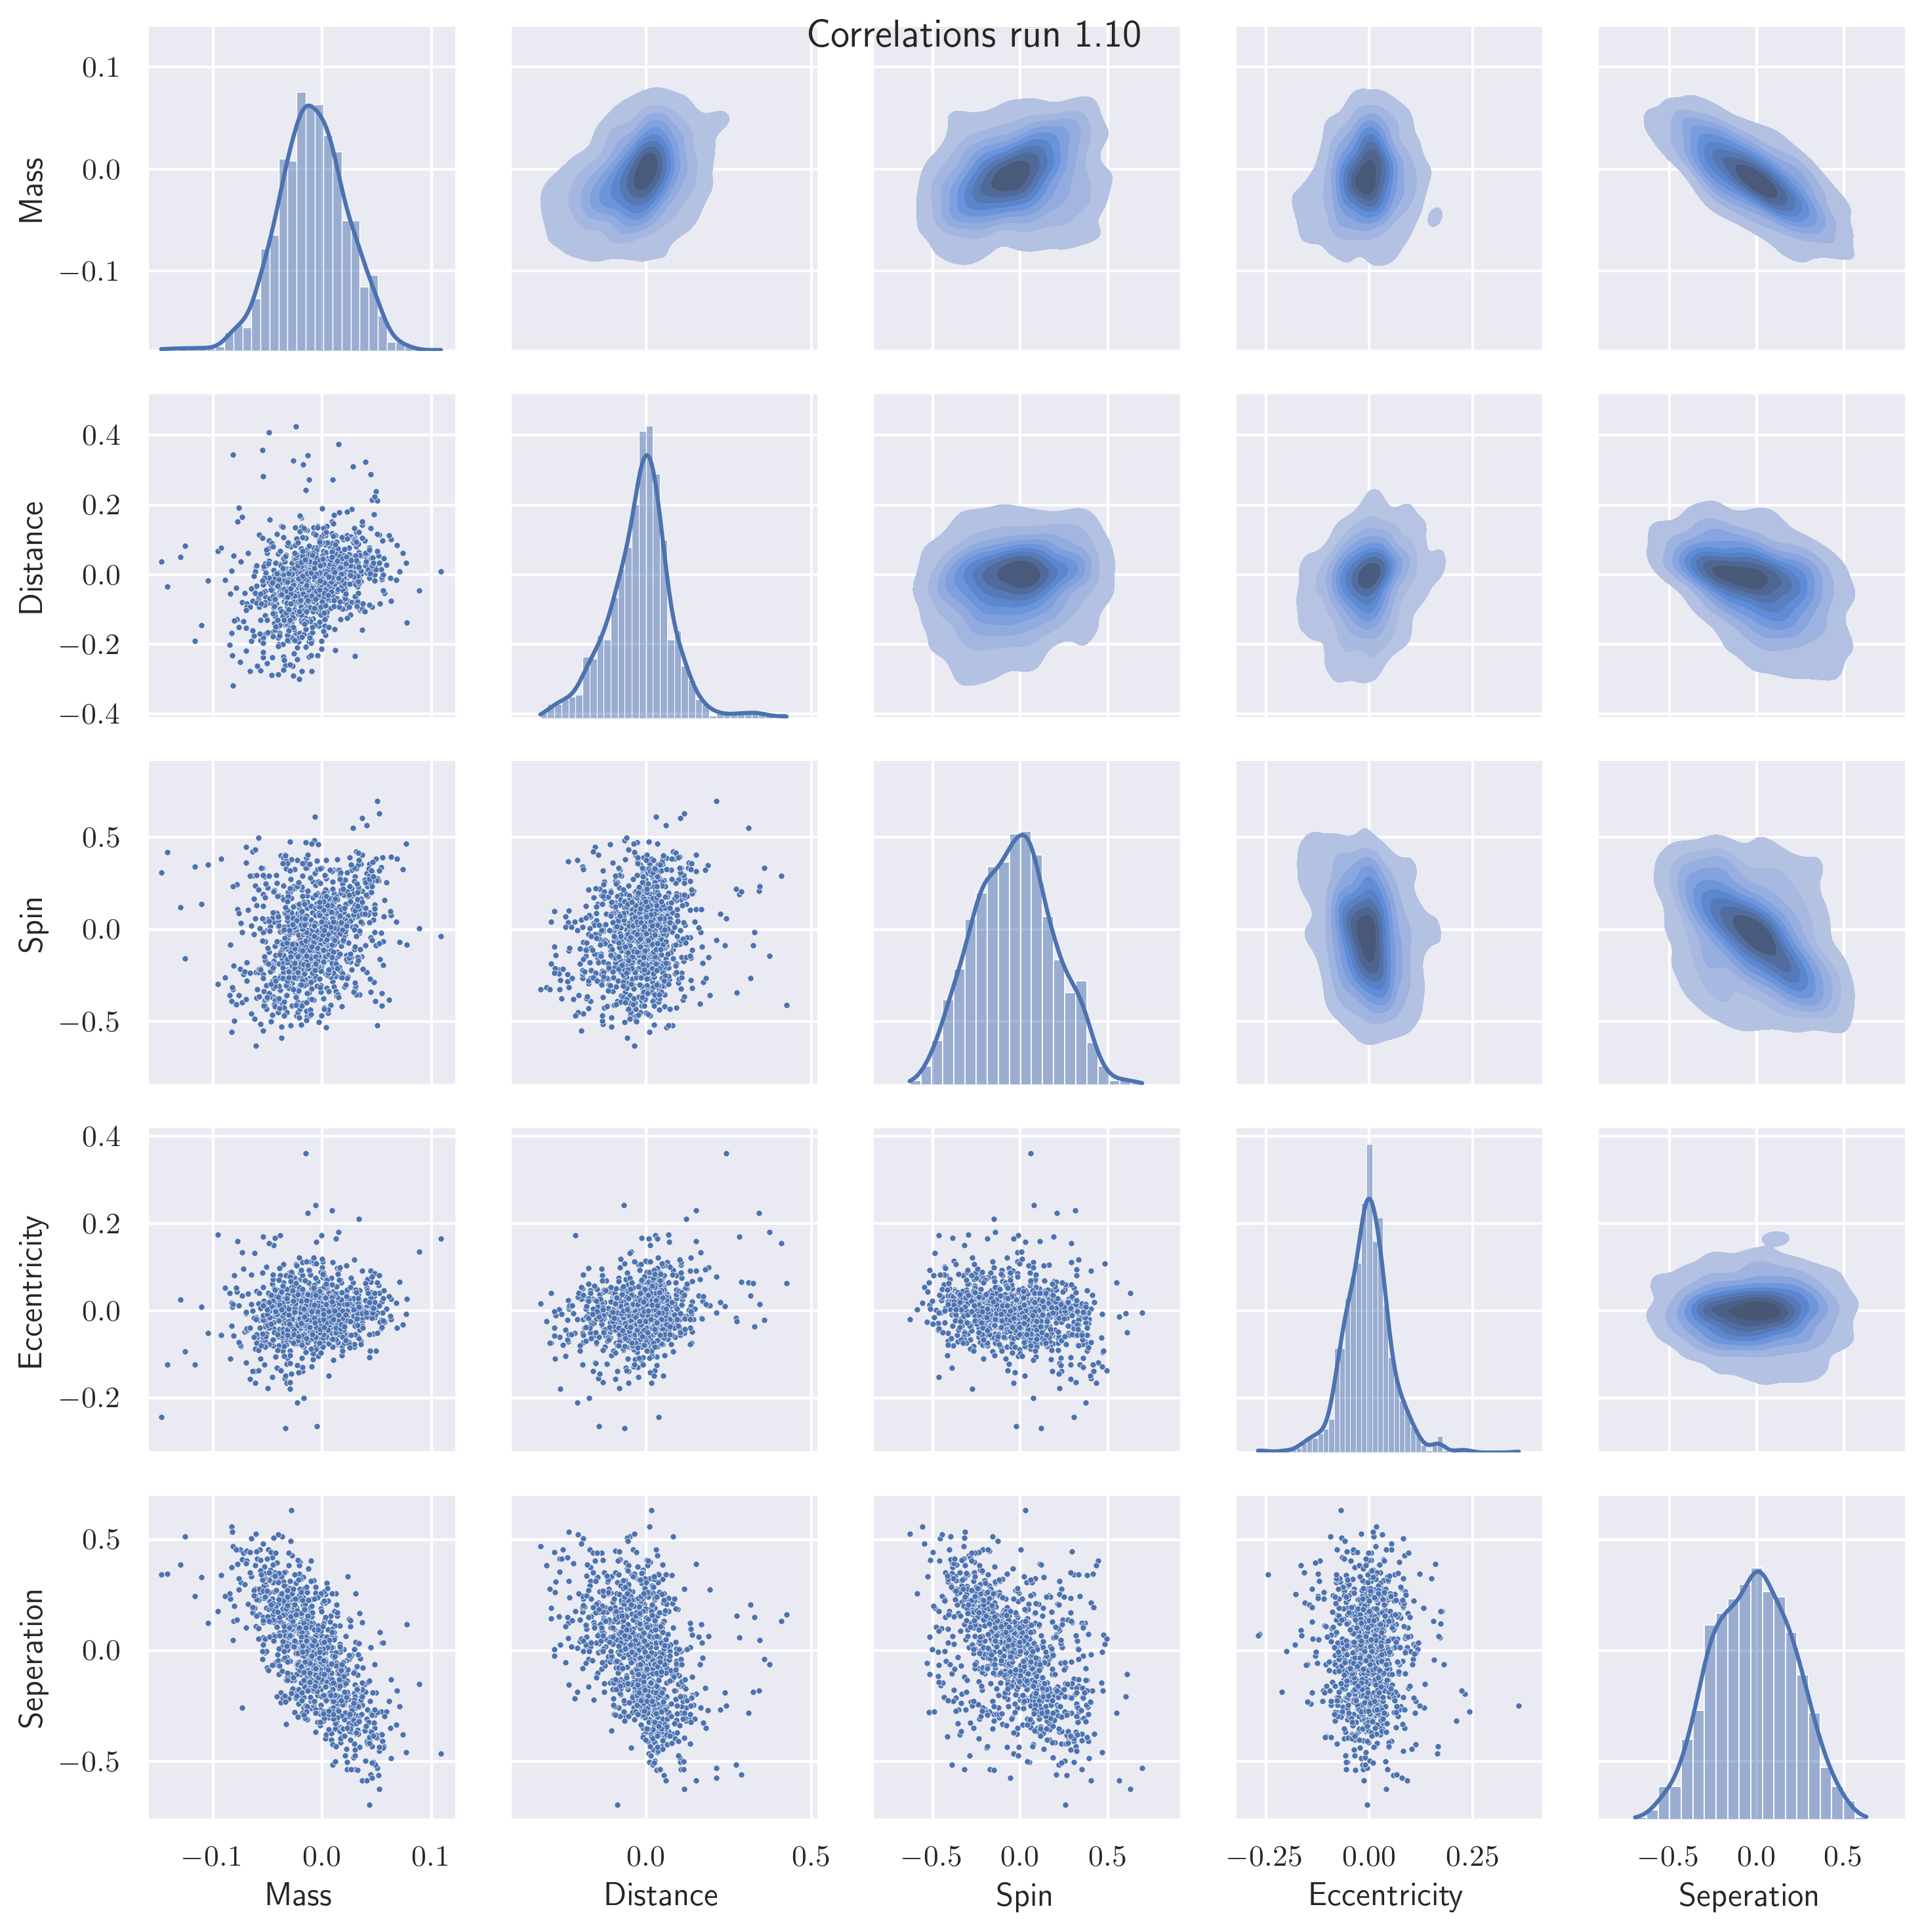 Correlations run 1.10
0.1
0.0
−0.1
Mass
0.4
0.2
0.0
−0.2
−0.4
Distance
0.5
0.0
−0.5
Spin
0.4
0.2
0.0
−0.2
Eccentricity
0.5
0.0
−0.5
Seperation
−0.1 0.0 0.1 0.0 0.5 −0.5 0.0 0.5 −0.25 0.00 0.25 −0.5 0.0 0.5
Mass Distance Spin Eccentricity Seperation